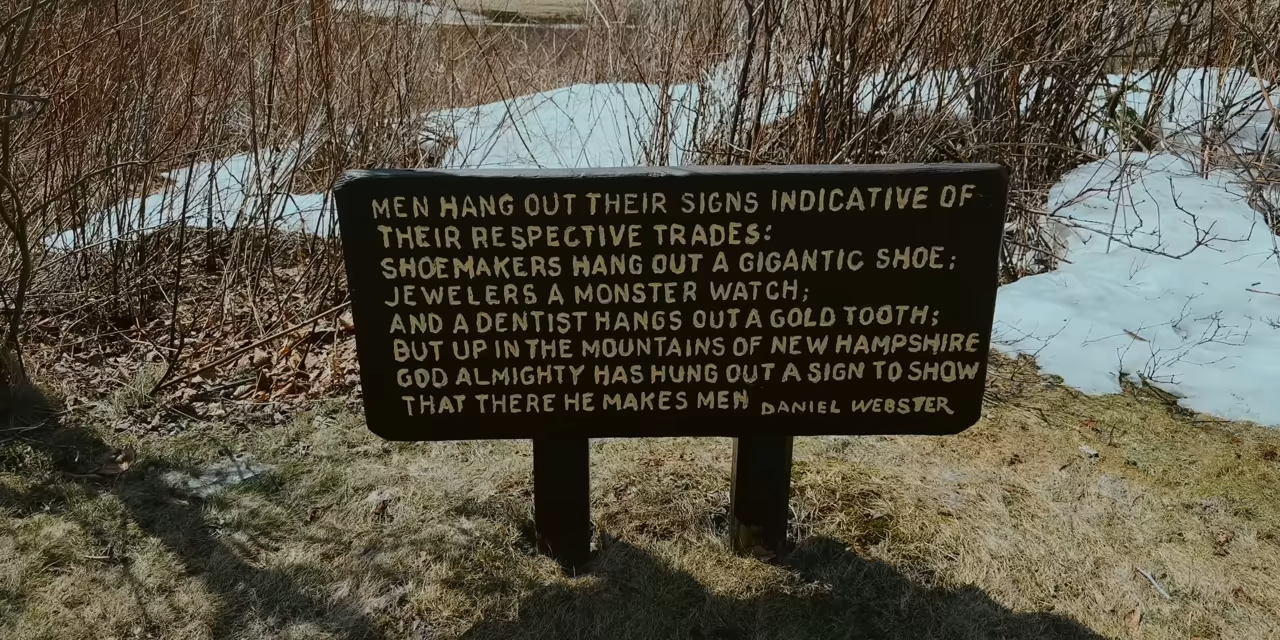 MEN HANG OUT THEIR SIGNS INDICATIVE OF
THEIR RESPECTIVE TRADES:
SHOEMAKERS HANG OUT A GIGANTIC SHOE;
JEWELERS A MONSTER WATCH;
AND A DENTIST HANGS OUT A GOLD TOOTH;
BUT UP IN THE MOUNTAINS OF NEW HAMPSHIRE
GOD ALMIGHTY HAS HUNG OUT A SIGN TO SHOW
THAT THERE HE MAKES MEN DANIEL WEBSTER